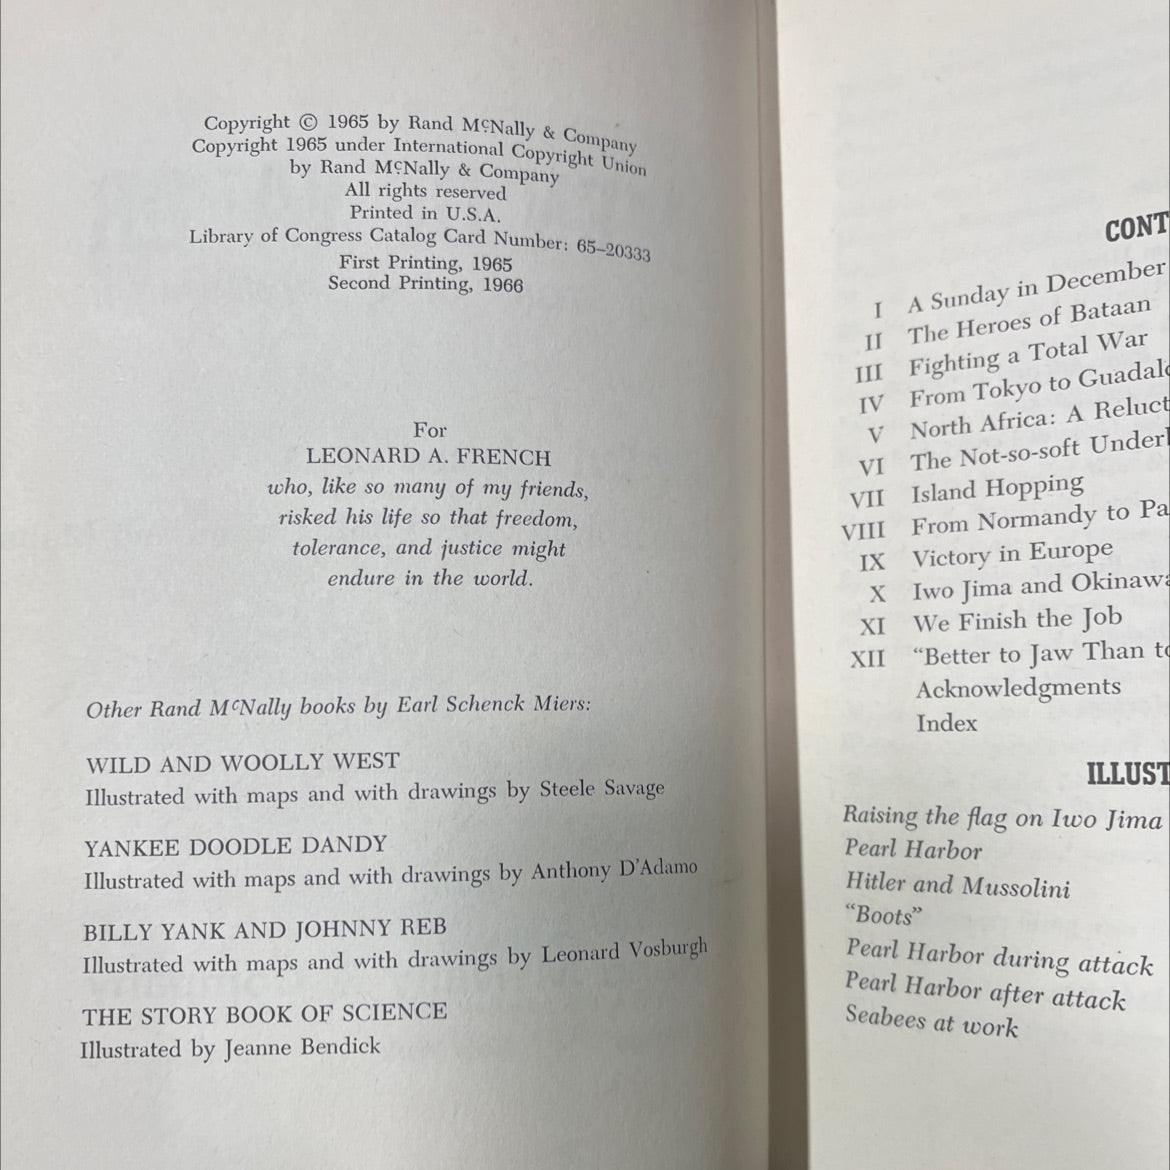 Copyright © 1965 by Rand McNally & Company
Copyright 1965 under International Copyright Union
by Rand McNally & Company
All rights reserved
Printed in U.S.A.
Library of Congress Catalog Card Number: 65–20333
First Printing, 1965
Second Printing, 1966
For
LEONARD A. FRENCH
who, like so many of my friends,
risked his life so that freedom,
tolerance, and justice might
endure in the world.
Other Rand McNally books by Earl Schenck Miers:
WILD AND WOOLLY WEST
Illustrated with maps and with drawings by Steele Savage
YANKEE DOODLE DANDY
Illustrated with maps and with drawings by Anthony D'Adamo
BILLY YANK AND JOHNNY REB
Illustrated with maps and with drawings by Leonard Vosburgh
THE STORY BOOK OF SCIENCE
Illustrated by Jeanne Bendick
CONT
I A Sunday in December
II The Heroes of Bataan
III Fighting a Total War
IV From Tokyo to Guadalc
V North Africa: A Reluct
VI The Not-so-soft Underb
VII Island Hopping
VIII From Normandy to Pa
IX Victory in Europe
X Iwo Jima and Okinawa
XI We Finish the Job
XII “Better to Jaw Than to
Acknowledgments
Index
ILLUST
Raising the flag on Iwo Jima
Pearl Harbor
Hitler and Mussolini
“Boots”
Pearl Harbor during attack
Pearl Harbor after attack
Seabees at work